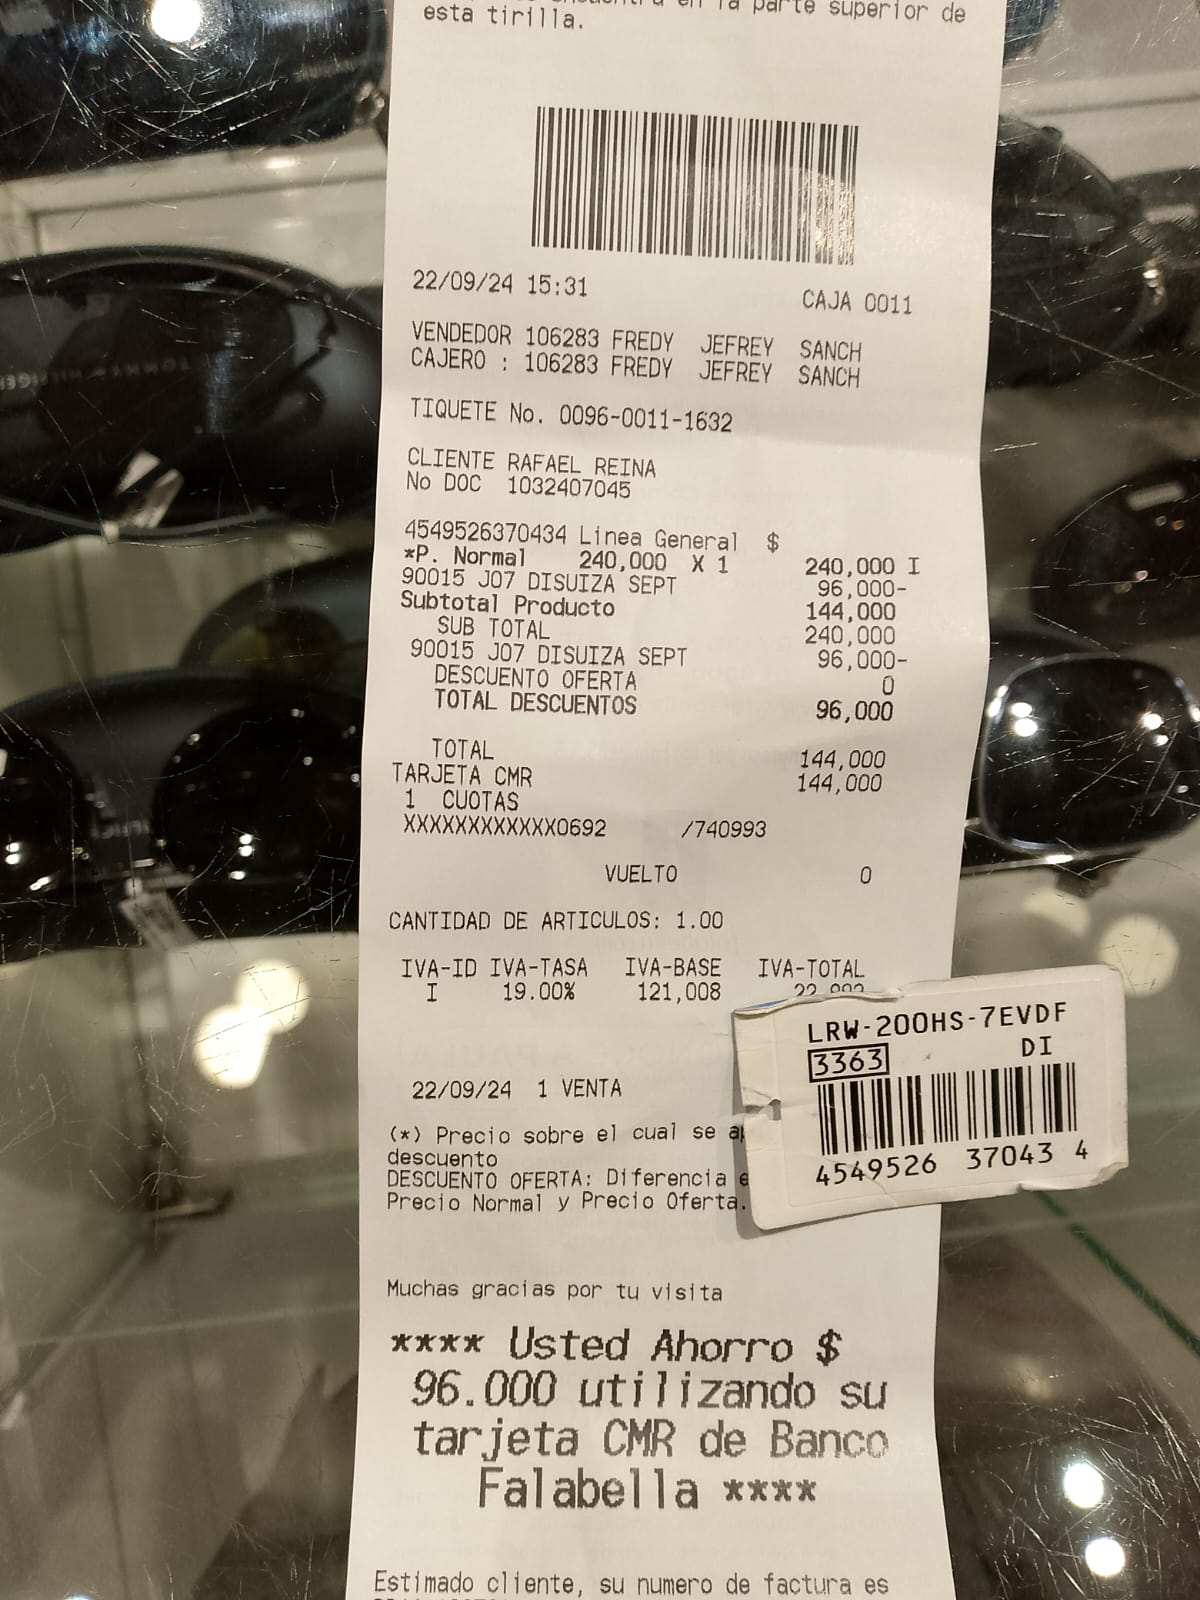 en la parte superior de
esta tirilla.
22/09/24 15:31 CAJA 0011
VENDEDOR 106283 FREDY JEFREY SANCH
CAJERO : 106283 FREDY JEFREY SANCH
TIQUETE No. 0096-0011-1632
CLIENTE RAFAEL REINA
No DOC 1032407045
4549526370434 Linea General $
*P. Normal 240,000 X 1 240,000 I
90015 J07 DISUIZA SEPT 96,000-
Subtotal Producto 144,000
SUB TOTAL 240,000
90015 J07 DISUIZA SEPT 96,000-
DESCUENTO OFERTA 0
TOTAL DESCUENTOS 96,000
TOTAL 144,000
TARJETA CMR 144,000
1 CUOTAS
XXXXXXXXXXXX0692 /740993
VUELTO 0
CANTIDAD DE ARTICULOS: 1.00
IVA-ID IVA-TASA IVA-BASE IVA-TOTAL
I 19.00% 121,008 22,992
LRW-200HS-7EVDF
3363 DI
4549526 37043 4
22/09/24 1 VENTA
(*) Precio sobre el cual se
descuento
DESCUENTO OFERTA: Diferencia
Precio Normal y Precio Oferta.
Muchas gracias por tu visita
**** Usted Ahorro $
96.000 utilizando su
tarjeta CMR de Banco
Falabella ****
Estimado cliente, su numero de factura es